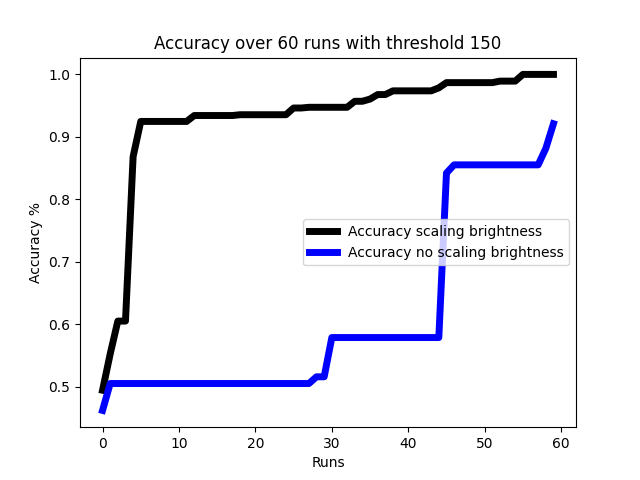 Accuracy over 60 runs with threshold 150
1.0
0.9
0.8
0.7
0.6
0.5
Accuracy %
Accuracy scaling brightness
Accuracy no scaling brightness
0 10 20 30 40 50 60
Runs